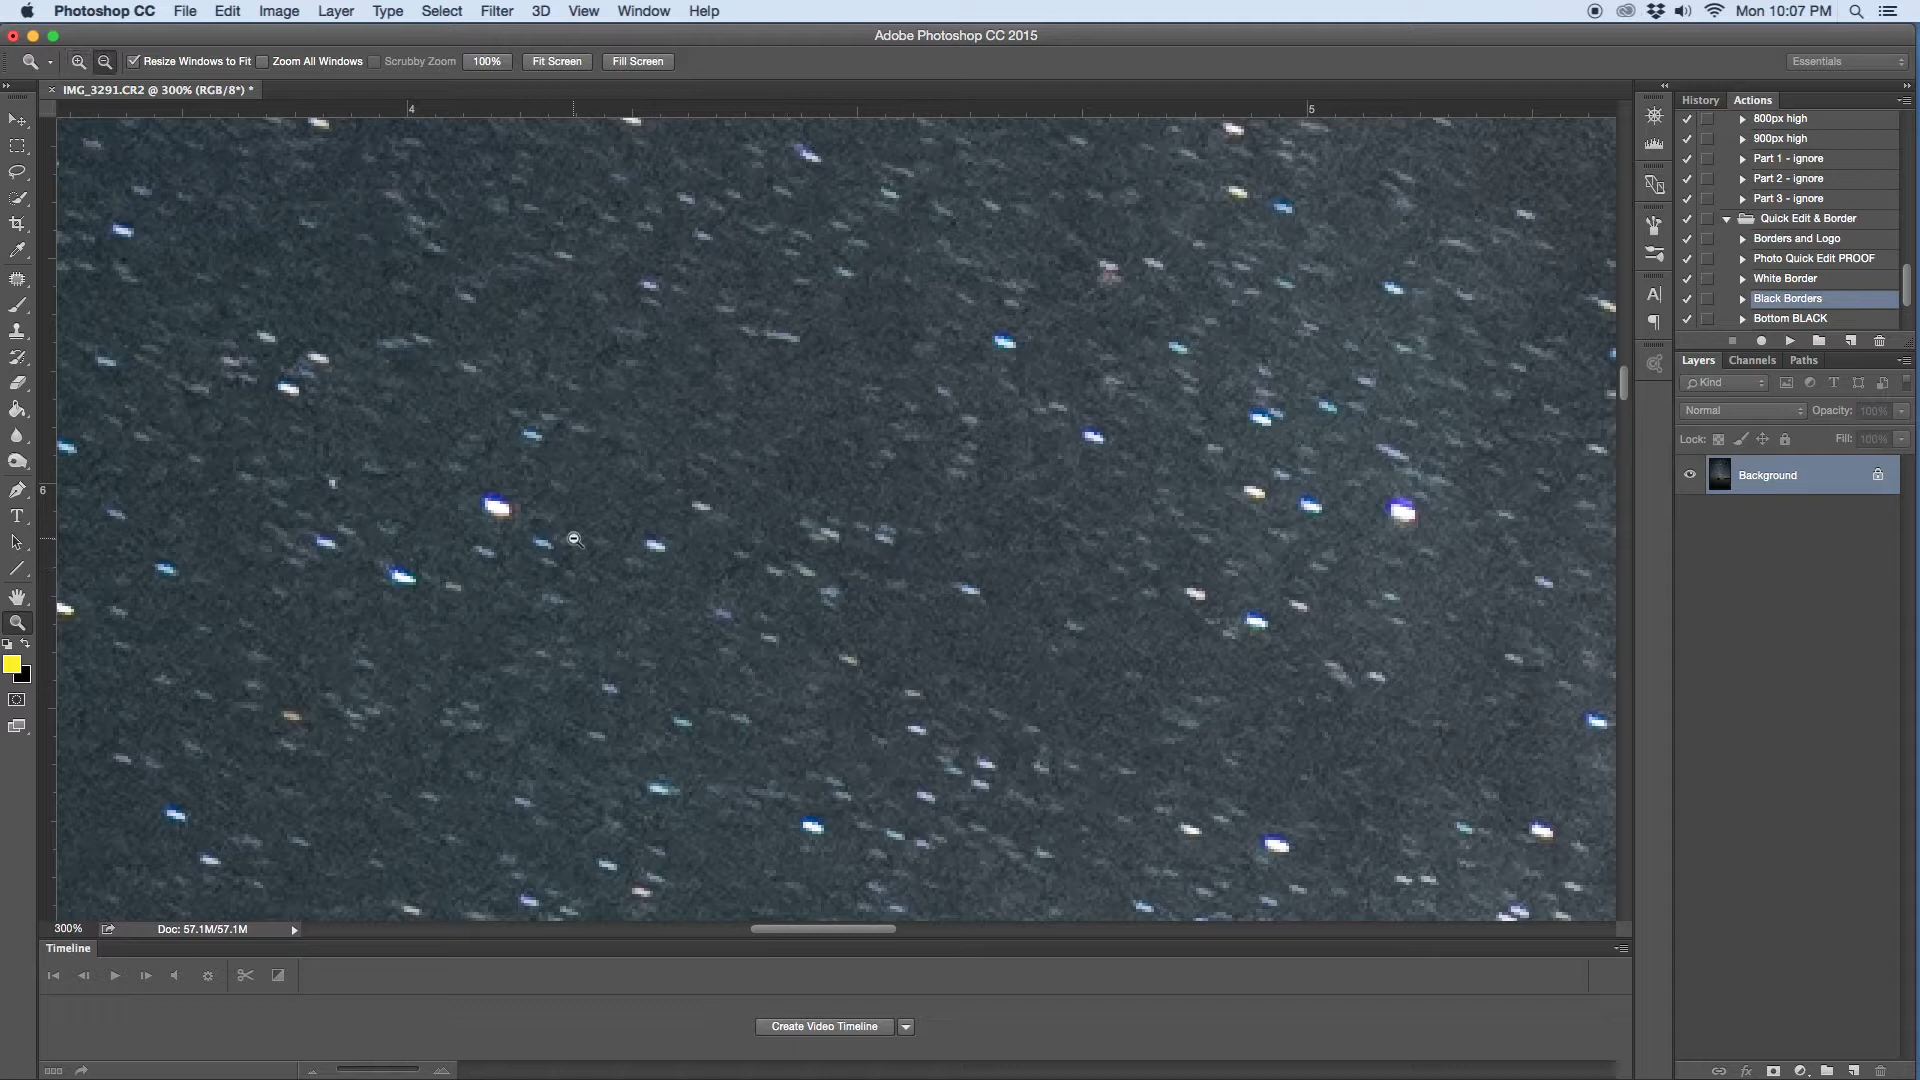 Photoshop CC File Edit Image Layer Type Select Filter 3D View Window Help Mon 10:07 PM
Adobe Photoshop CC 2015
Resize Windows to Fit Zoom All Windows Scrubby Zoom 100% Fit Screen Fill Screen Essentials
IMG_3291.CR2 @ 300% (RGB/8*) *
4 5
6
History Actions
800px high
900px high
Part 1 - ignore
Part 2 - ignore
Part 3 - ignore
Quick Edit & Border
Borders and Logo
Photo Quick Edit PROOF
White Border
Black Borders
Bottom BLACK
Layers Channels Paths
Kind
Normal Opacity: 100%
Lock: Fill: 100%
Background
300% Doc: 57.1M/57.1M
Timeline
Create Video Timeline